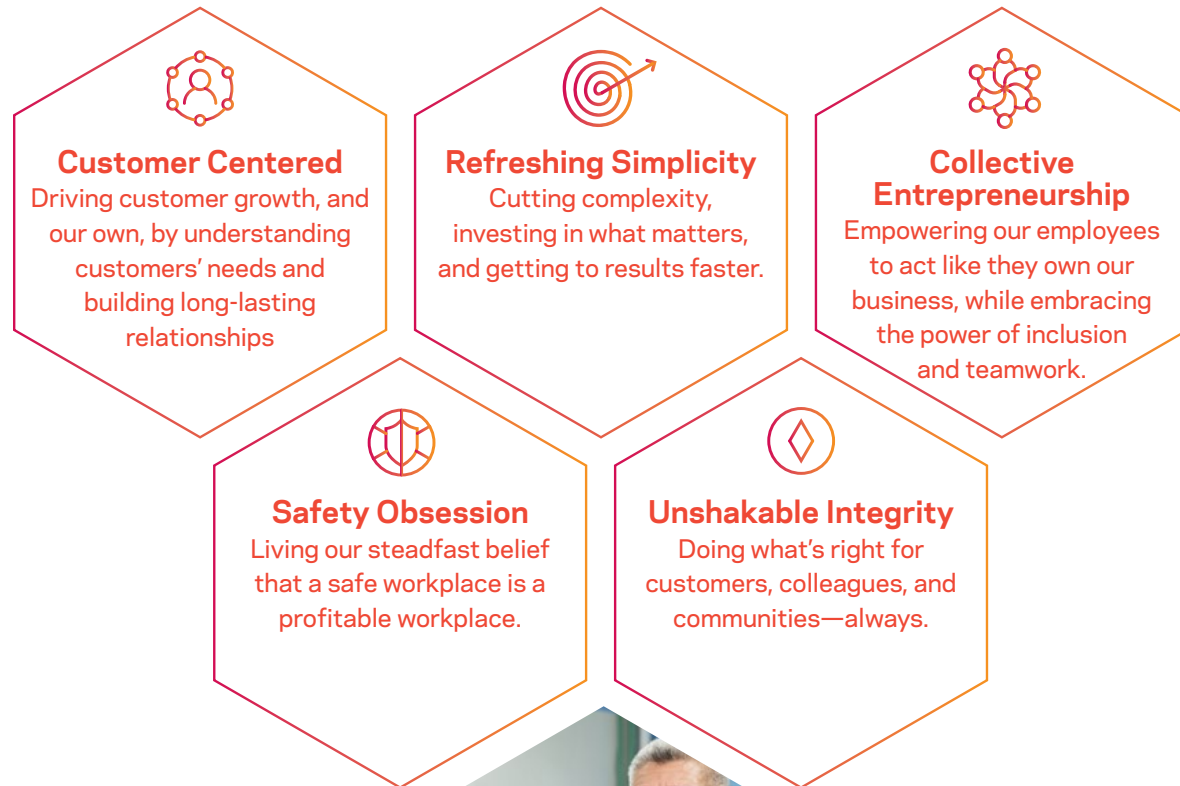 Customer Centered
Driving customer growth, and
our own, by understanding
customers’ needs and
building long-lasting
relationships
Refreshing Simplicity
Cutting complexity,
investing in what matters,
and getting to results faster.
Collective
Entrepreneurship
Empowering our employees
to act like they own our
business, while embracing
the power of inclusion
and teamwork.
Safety Obsession
Living our steadfast belief
that a safe workplace is a
profitable workplace.
Unshakable Integrity
Doing what’s right for
customers, colleagues, and
communities—always.